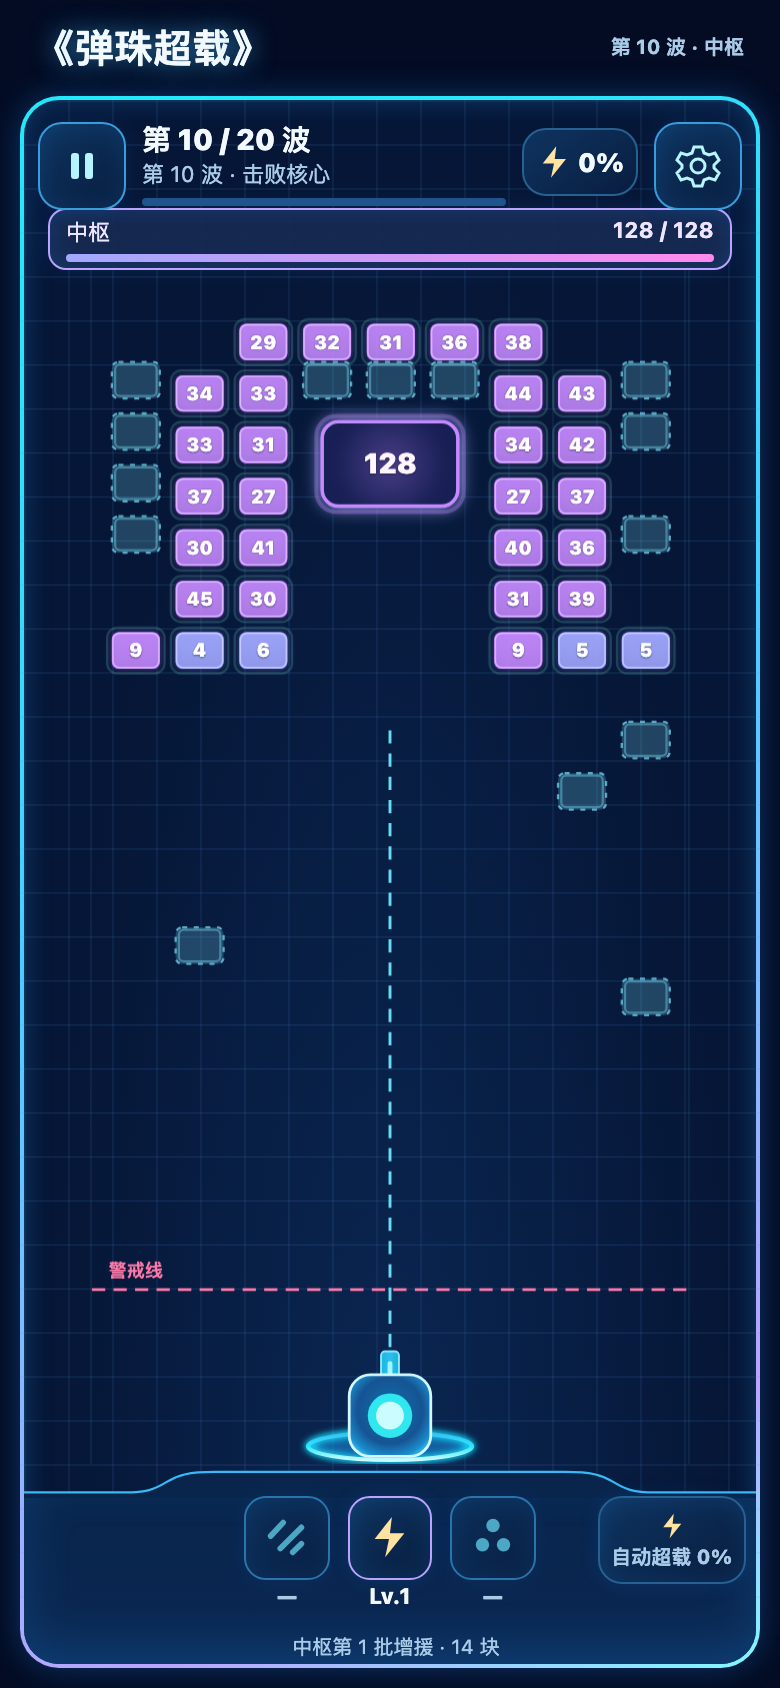 《弹珠超载》
第 10 波 · 中枢
第 10 / 20 波
第 10 波 · 击败核心
0%
中枢
128 / 128
29 32 31 36 38
34 33 44 43
33 31 34 42
128
37 27 27 37
30 41 40 36
45 30 31 39
9 4 6 9 5 5
警戒线
— Lv.1 —
自动超载 0%
中枢第 1 批增援 · 14 块